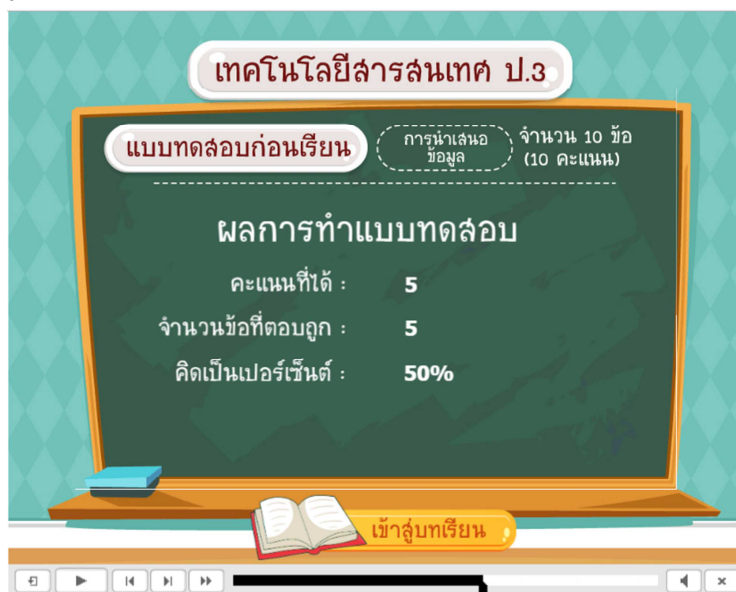 เทคโนโลยีสารสนเทศ ป.3
แบบทดสอบก่อนเรียน
การนำเสนอ
ข้อมูล
จำนวน 10 ข้อ
(10 คะแนน)
ผลการทำแบบทดสอบ
คะแนนที่ได้ : 5
จำนวนข้อที่ตอบถูก : 5
คิดเป็นเปอร์เซ็นต์ : 50%
เข้าสู่บทเรียน